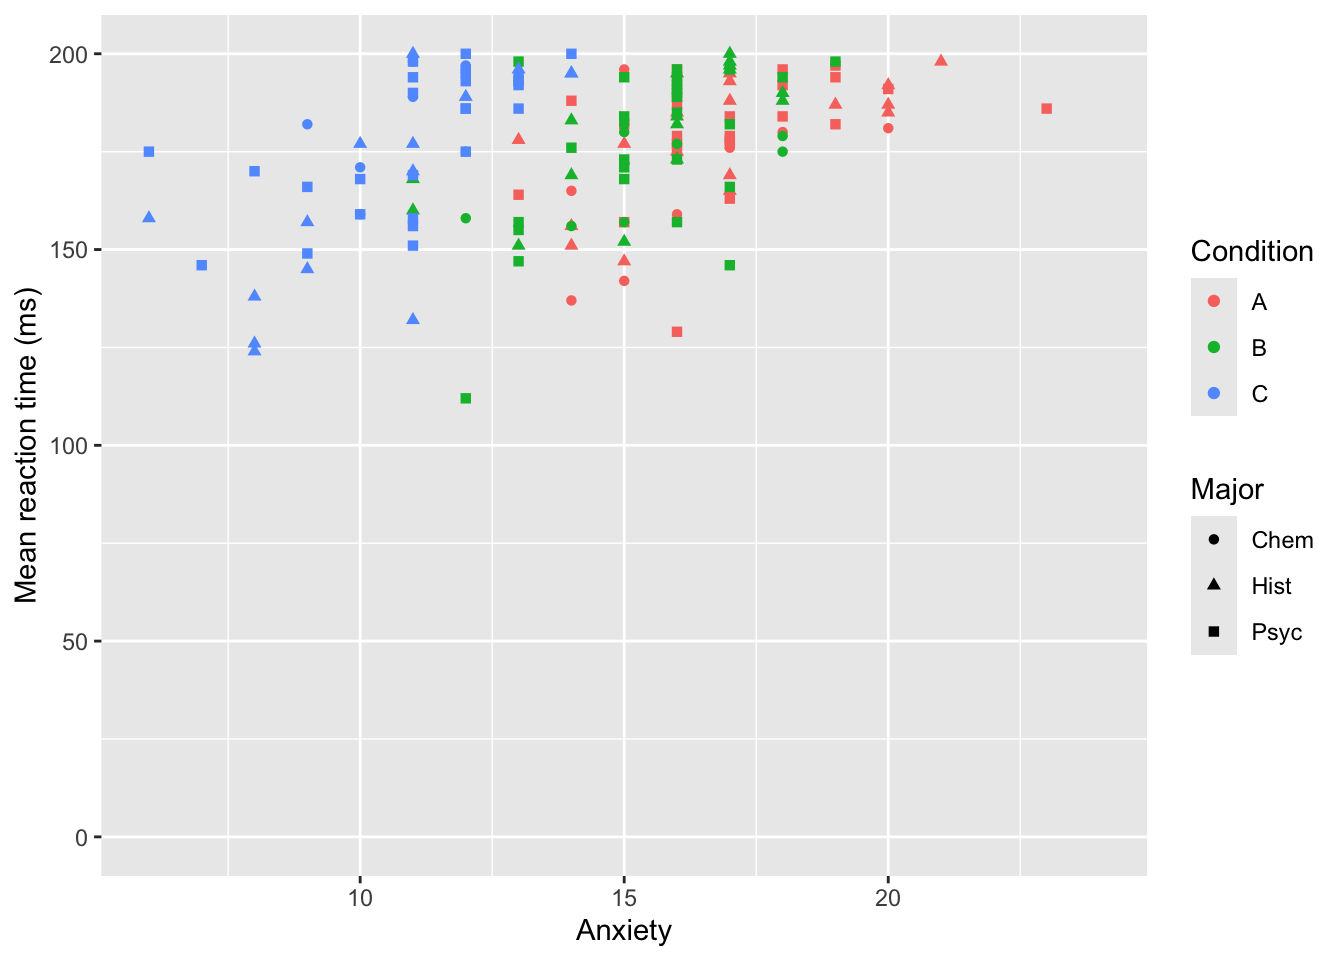 200
150
100
50
0
Mean reaction time (ms)
10 15 20
Anxiety
Condition
A
B
C
Major
Chem
Hist
Psyc